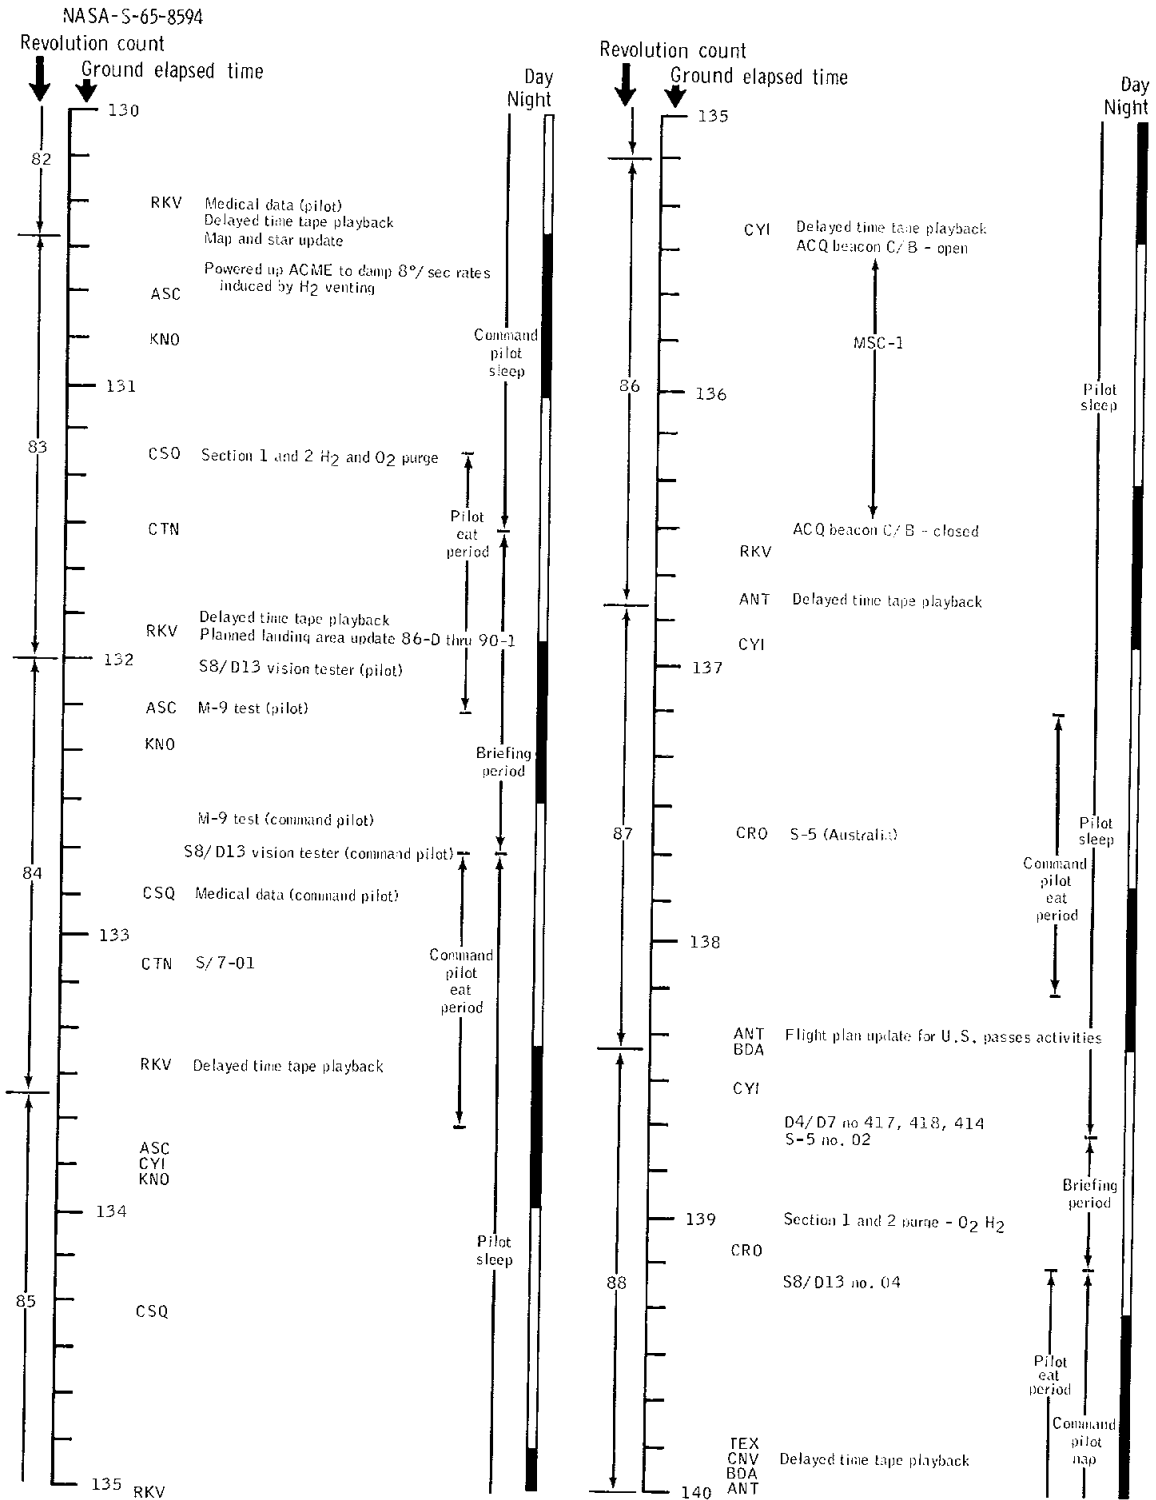 NASA-S-65-8594
Revolution count
Ground elapsed time
Day
Night
130
82
RKV Medical data (pilot)
Delayed time tape playback
Map and star update
Powered up ACME to damp 8°/sec rates
induced by H2 venting
ASC
KNO
Command
pilot
sleep
131
83
CSQ Section 1 and 2 H2 and O2 purge
CTN
Pilot
eat
period
Delayed time tape playback
RKV Planned landing area update 86-D thru 90-1
132
S8/D13 vision tester (pilot)
ASC M-9 test (pilot)
KNO
Briefing
period
M-9 test (command pilot)
S8/D13 vision tester (command pilot)
84
CSQ Medical data (command pilot)
133
CTN S/7-01
Command
pilot
eat
period
RKV Delayed time tape playback
ASC
CYI
KNO
134
Pilot
sleep
85
CSQ
135 RKV
Revolution count
Ground elapsed time
Day
Night
135
CYI Delayed time tape playback
ACQ beacon C/B - open
MSC-1
86
136
Pilot
sleep
ACQ beacon C/B - closed
RKV
ANT Delayed time tape playback
CYI
137
87
CRO S-5 (Australia)
Pilot
sleep
Command
pilot
eat
period
138
ANT Flight plan update for U.S. passes activities
BDA
CYI
D4/D7 no 417, 418, 414
S-5 no. 02
Briefing
period
139
Section 1 and 2 purge - O2 H2
CRO
88
S8/D13 no. 04
Pilot
eat
period
Command
pilot
nap
TEX
CNV Delayed time tape playback
BDA
ANT
140